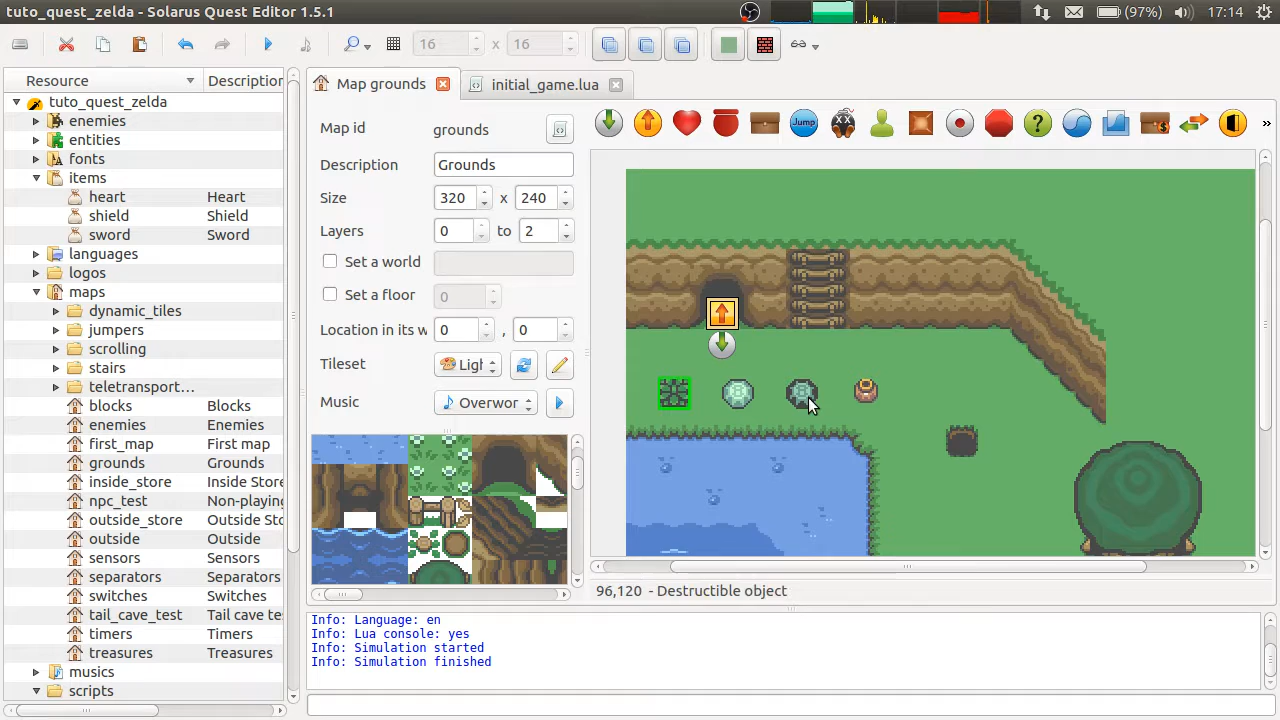 tuto_quest_zelda - Solarus Quest Editor 1.5.1
(97%) 17:14
16 x 16
Resource Description
tuto_quest_zelda
enemies
entities
fonts
items
heart Heart
shield Shield
sword Sword
languages
logos
maps
dynamic_tiles
jumpers
scrolling
stairs
teletransport...
blocks Blocks
enemies Enemies
first_map First map
grounds Grounds
inside_store Inside Store
npc_test Non-playing
outside_store Outside Store
outside Outside
sensors Sensors
separators Separators
switches Switches
tail_cave_test Tail cave te
timers Timers
treasures Treasures
musics Musics
scripts Scripts
Map grounds initial_game.lua
Map id grounds
Description Grounds
Size 320 x 240
Layers 0 to 2
Set a world
Set a floor 0
Location in its w 0 , 0
Tileset Ligh
Music Overwor
Jump
?
$
»
96,120 - Destructible object
Info: Language: en
Info: Lua console: yes
Info: Simulation started
Info: Simulation finished